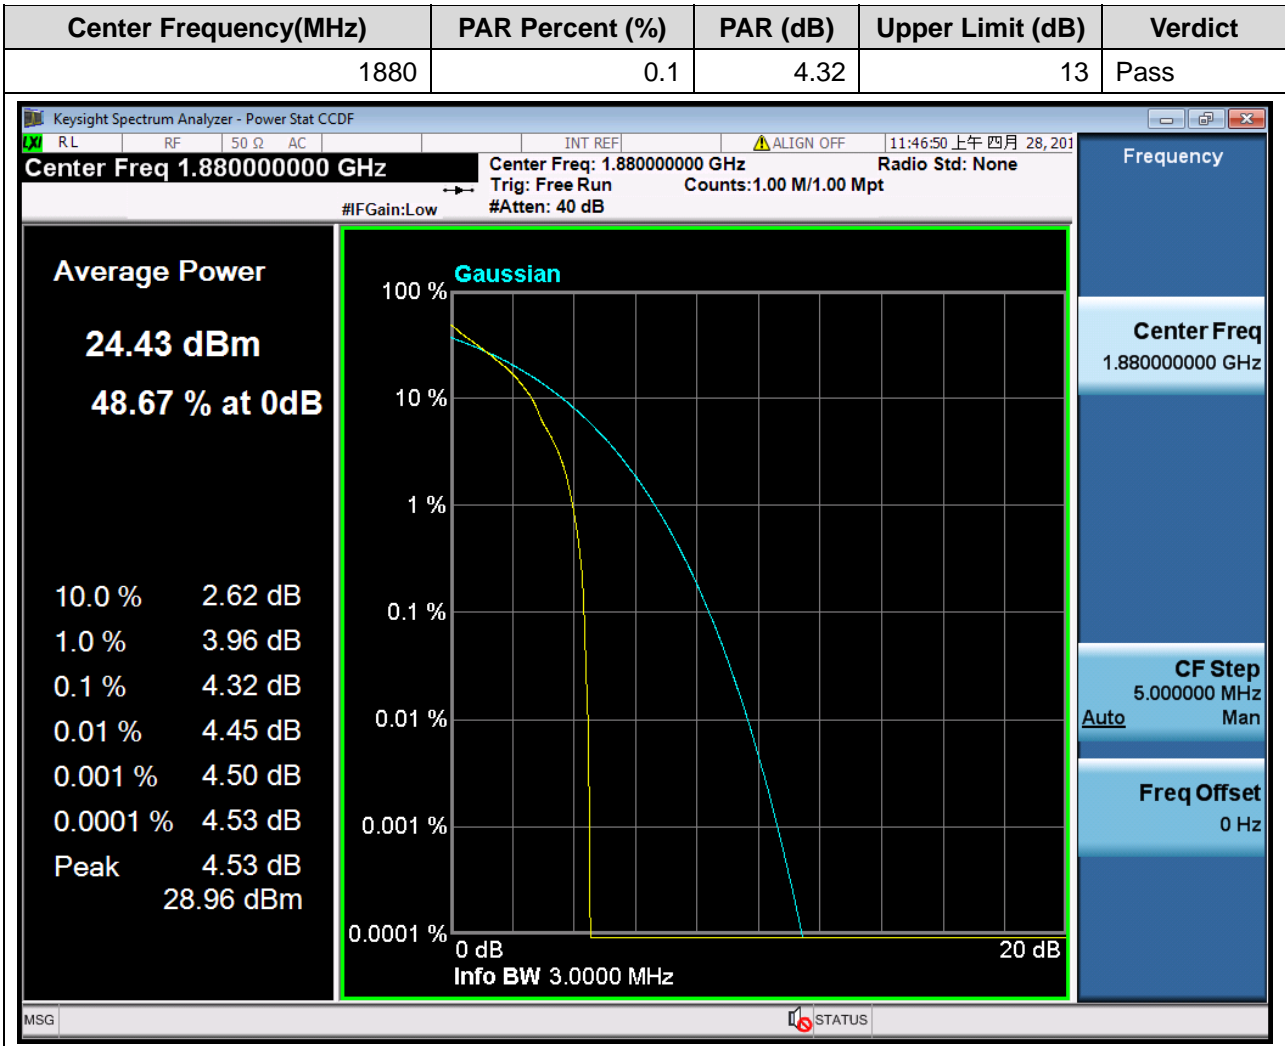 Center Frequency(MHz) PAR Percent (%) PAR (dB) Upper Limit (dB) Verdict
1880 0.1 4.32 13 Pass
Keysight Spectrum Analyzer - Power Stat CCDF
LXI RL RF 50 Ω AC INT REF ALIGN OFF 11:46:50 上午 四月 28, 201
Center Freq 1.880000000 GHz
Center Freq: 1.880000000 GHz Radio Std: None
Trig: Free Run Counts:1.00 M/1.00 Mpt
#IFGain:Low #Atten: 40 dB
Average Power
24.43 dBm
48.67 % at 0dB
10.0 % 2.62 dB
1.0 % 3.96 dB
0.1 % 4.32 dB
0.01 % 4.45 dB
0.001 % 4.50 dB
0.0001 % 4.53 dB
Peak 4.53 dB
28.96 dBm
Gaussian
100 %
10 %
1 %
0.1 %
0.01 %
0.001 %
0.0001 %
0 dB 20 dB
Info BW 3.0000 MHz
Frequency
Center Freq
1.880000000 GHz
CF Step
5.000000 MHz
Auto Man
Freq Offset
0 Hz
MSG STATUS